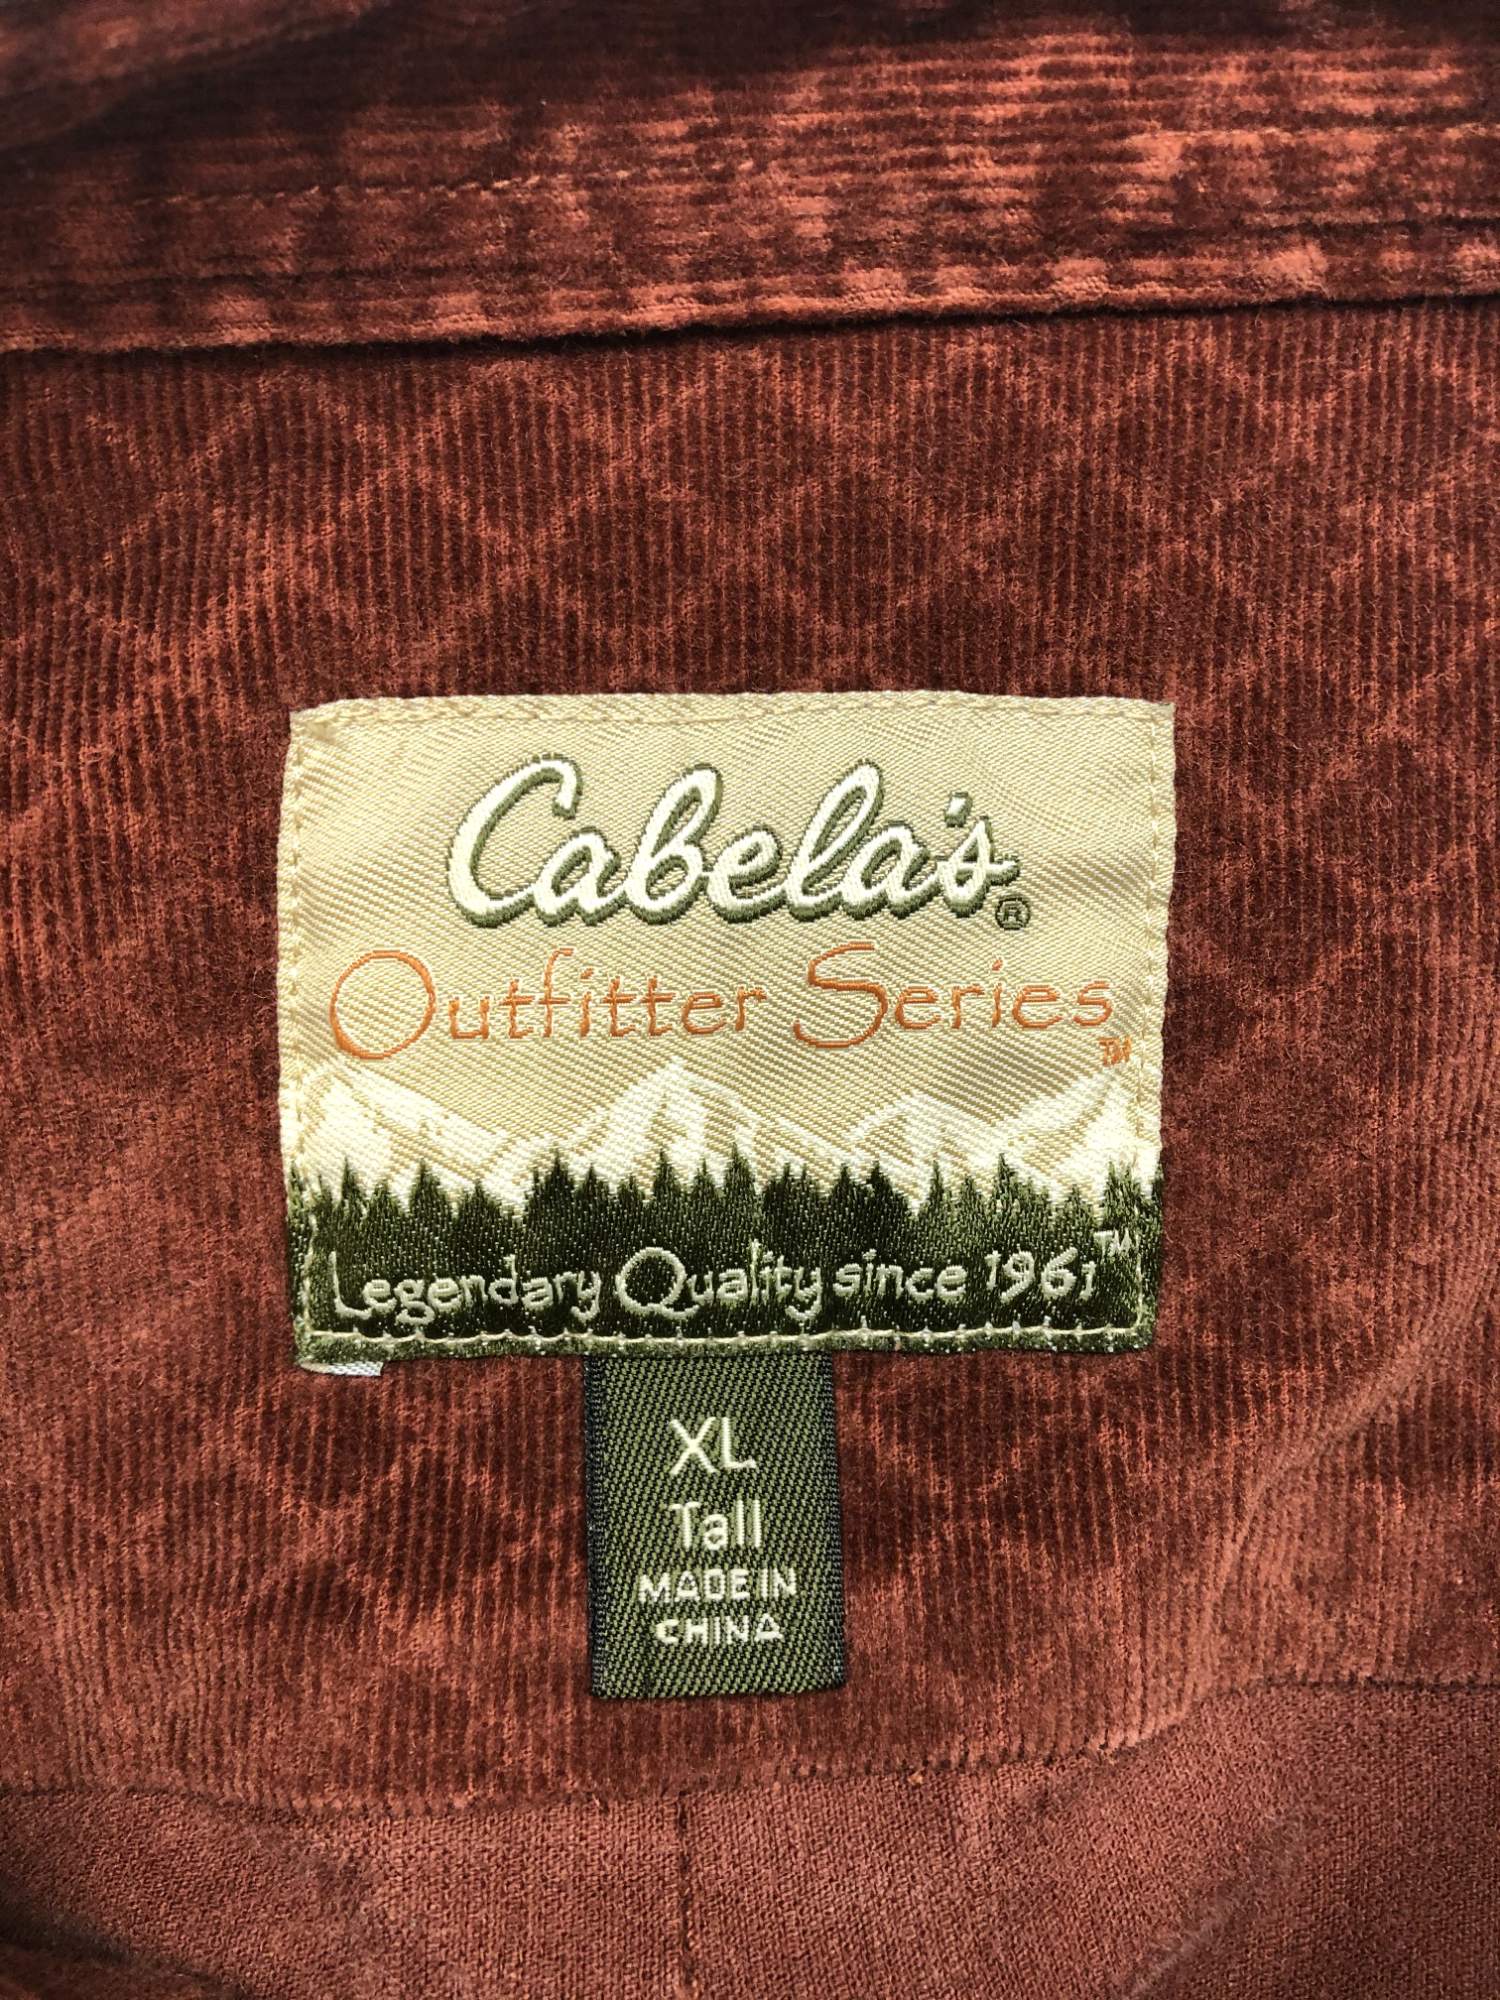 Cabela's®
Outfitter Series™
Legendary Quality since 1961™
XL
Tall
MADE IN
CHINA